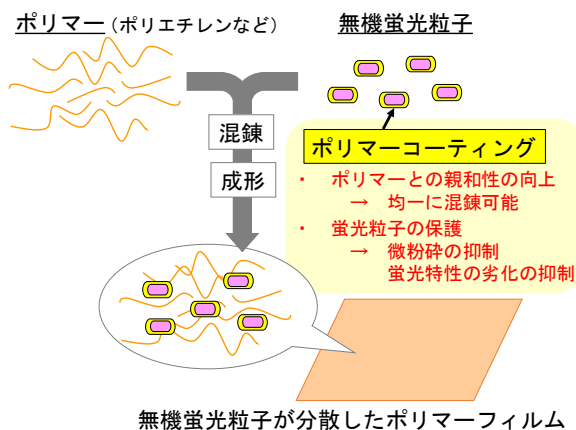 ポリマー（ポリエチレンなど）
無機蛍光粒子
混錬
成形
ポリマーコーティング
・ ポリマーとの親和性の向上
→ 均一に混錬可能
・ 蛍光粒子の保護
→ 微粉砕の抑制
蛍光特性の劣化の抑制
無機蛍光粒子が分散したポリマーフィルム